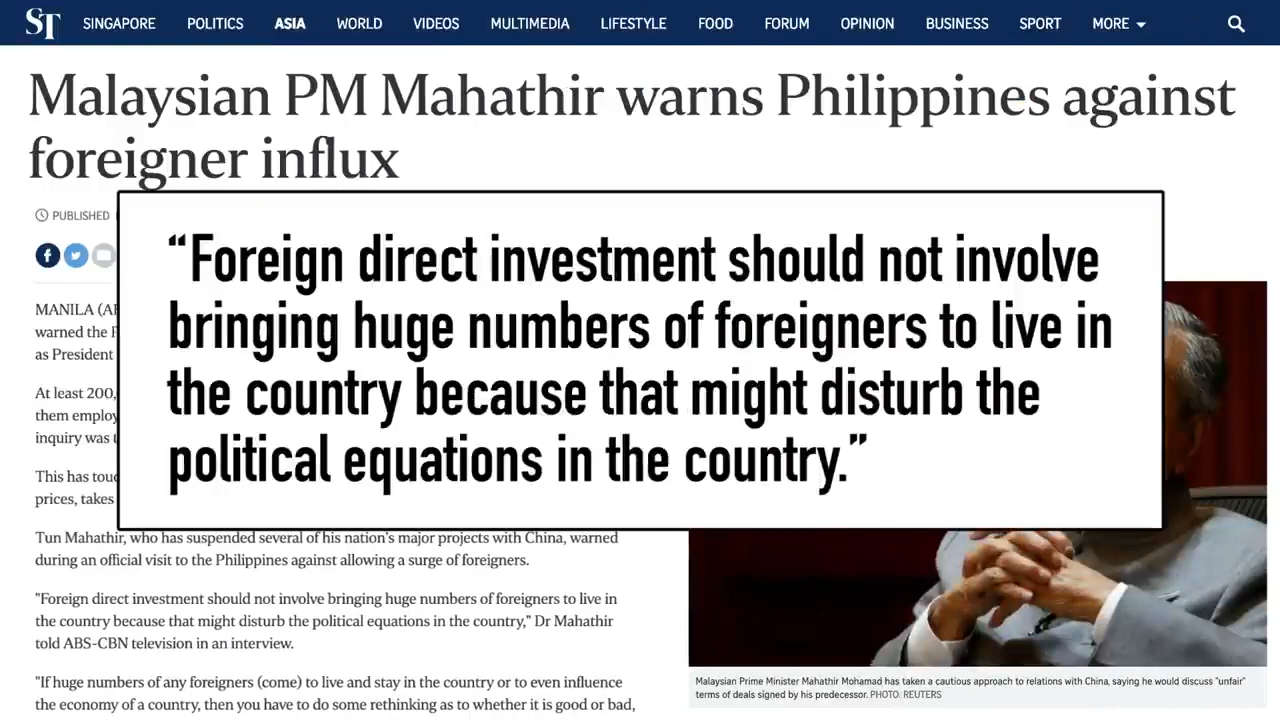 ST SINGAPORE POLITICS ASIA WORLD VIDEOS MULTIMEDIA LIFESTYLE FOOD FORUM OPINION BUSINESS SPORT MORE
Malaysian PM Mahathir warns Philippines against
foreigner influx
PUBLISHED
“Foreign direct investment should not involve
bringing huge numbers of foreigners to live in
the country because that might disturb the
political equations in the country.”
MANILA
warned the
as President
At least 200,
them employ
inquiry was
This has
prices, takes
Tun Mahathir, who has suspended several of his nation's major projects with China, warned
during an official visit to the Philippines against allowing a surge of foreigners.
"Foreign direct investment should not involve bringing huge numbers of foreigners to live in
the country because that might disturb the political equations in the country," Dr Mahathir
told ABS-CBN television in an interview.
"If huge numbers of any foreigners (come) to live and stay in the country or to even influence
the economy of a country, then you have to do some rethinking as to whether it is good or bad,
Malaysian Prime Minister Mahathir Mohamad has taken a cautious approach to relations with China, saying he would discuss "unfair"
terms of deals signed by his predecessor. PHOTO: REUTERS